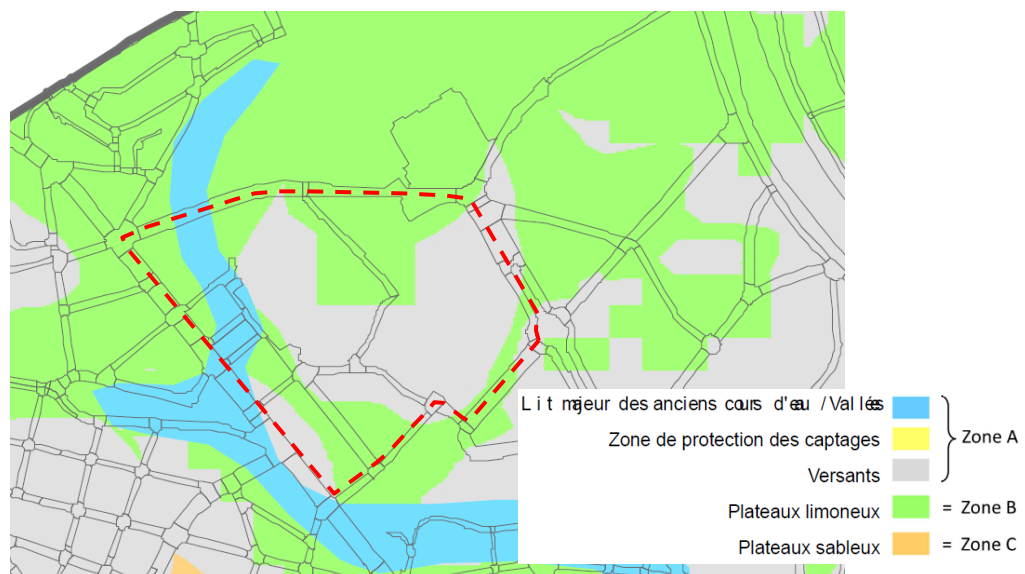 Lit majeur des anciens cours d'eau / Vallées
Zone de protection des captages
Versants
Zone A
Plateaux limoneux = Zone B
Plateaux sableux = Zone C